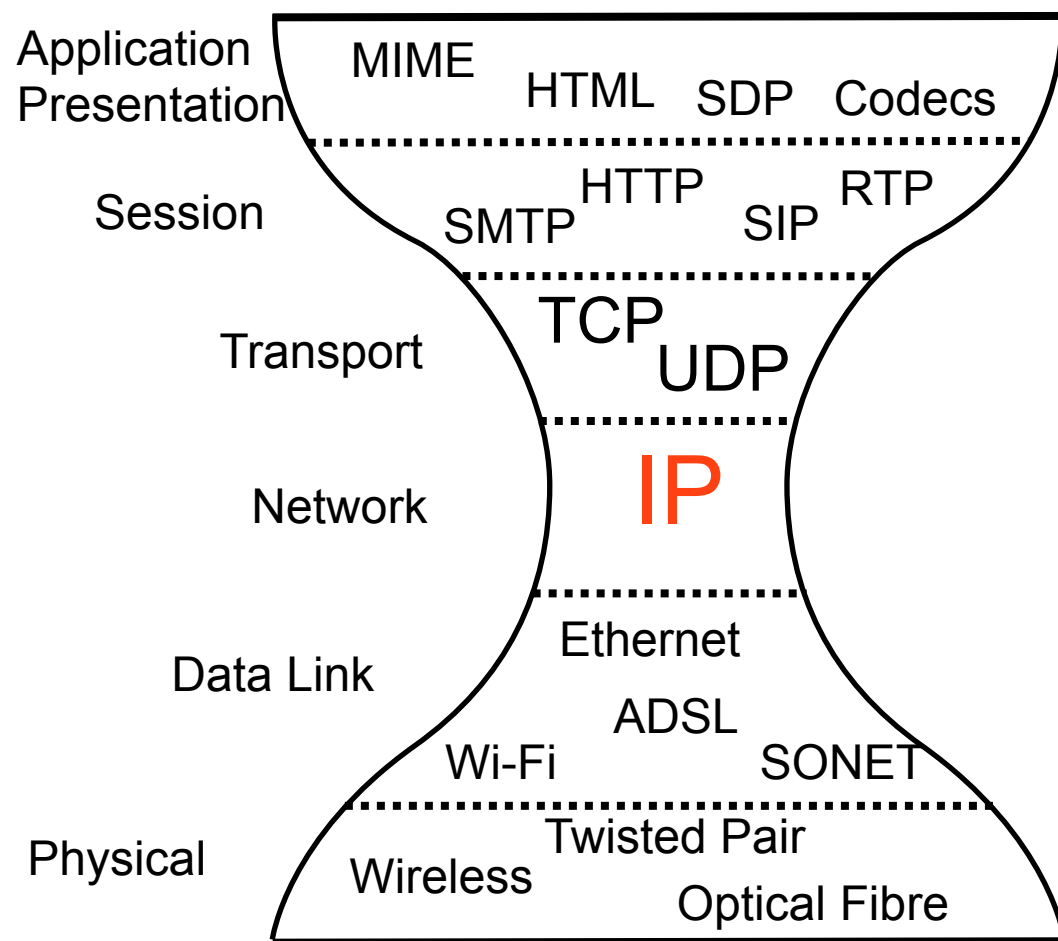 Application
Presentation
MIME
HTML
SDP
Codecs
Session
SMTP
HTTP
SIP
RTP
Transport
TCP
UDP
Network
IP
Data Link
Ethernet
ADSL
Wi-Fi
SONET
Physical
Twisted Pair
Wireless
Optical Fibre